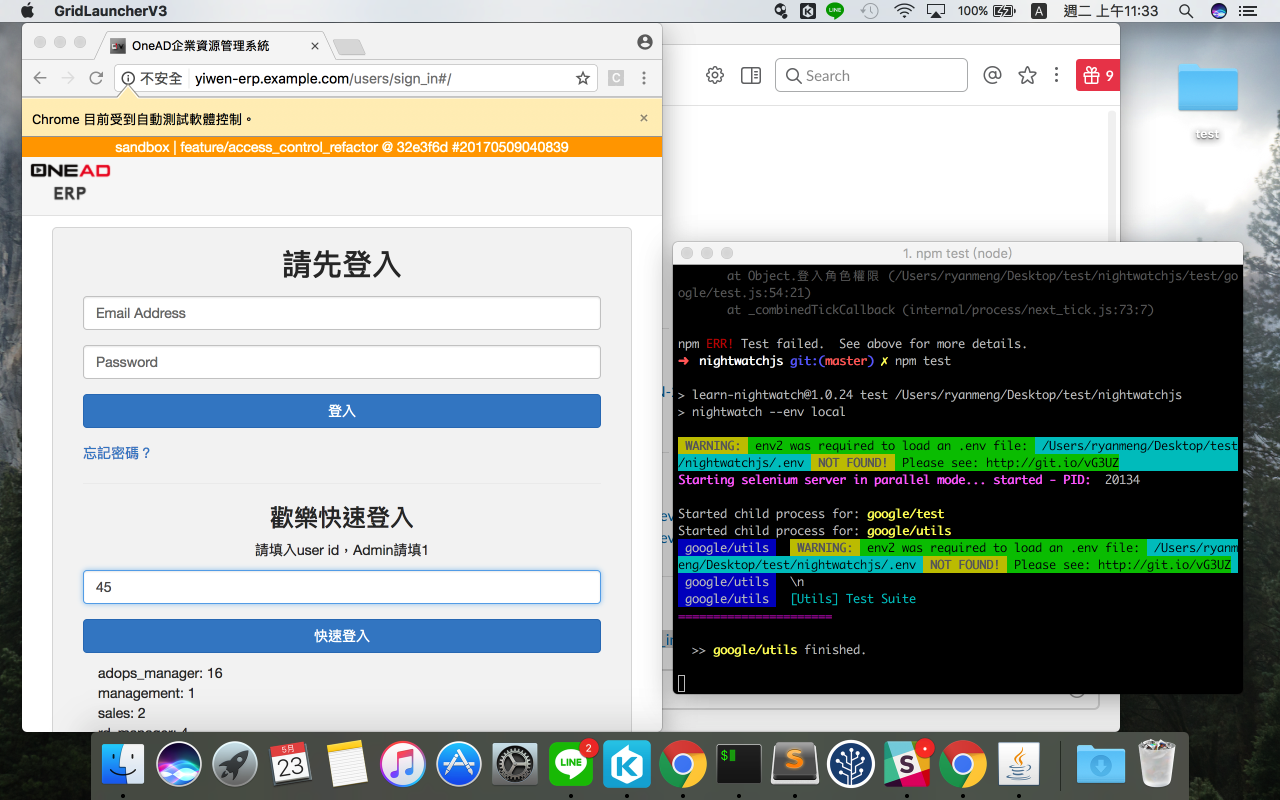 GridLauncherV3
100%
A
週二 上午11:33
OneAD企業資源管理系統
不安全
yiwen-erp.example.com/users/sign_in#/
C
Chrome 目前受到自動測試軟體控制。
sandbox | feature/access_control_refactor @ 32e3f6d #20170509040839
ONEAD
ERP
請先登入
Email Address
Password
登入
忘記密碼？
歡樂快速登入
請填入user id，Admin請填1
45
快速登入
adops_manager: 16
management: 1
sales: 2
rd_manager: 4
Search
9
test
1. npm test (node)
at Object.登入角色權限 (/Users/ryanmeng/Desktop/test/nightwatchjs/test/go
ogle/test.js:54:21)
at _combinedTickCallback (internal/process/next_tick.js:73:7)
npm ERR! Test failed.  See above for more details.
➜  nightwatchjs git:(master) ✗ npm test
> learn-nightwatch@1.0.24 test /Users/ryanmeng/Desktop/test/nightwatchjs
> nightwatch --env local
WARNING:  env2 was required to load an .env file:  /Users/ryanmeng/Desktop/test
/nightwatchjs/.env  NOT FOUND!  Please see: http://git.io/vG3UZ
Starting selenium server in parallel mode... started - PID:  20134
Started child process for: google/test
Started child process for: google/utils
google/utils   WARNING:  env2 was required to load an .env file:  /Users/ryanm
eng/Desktop/test/nightwatchjs/.env  NOT FOUND!  Please see: http://git.io/vG3UZ
google/utils   \n
google/utils   [Utils] Test Suite
======================
>> google/utils finished.
5月
23
LINE
2